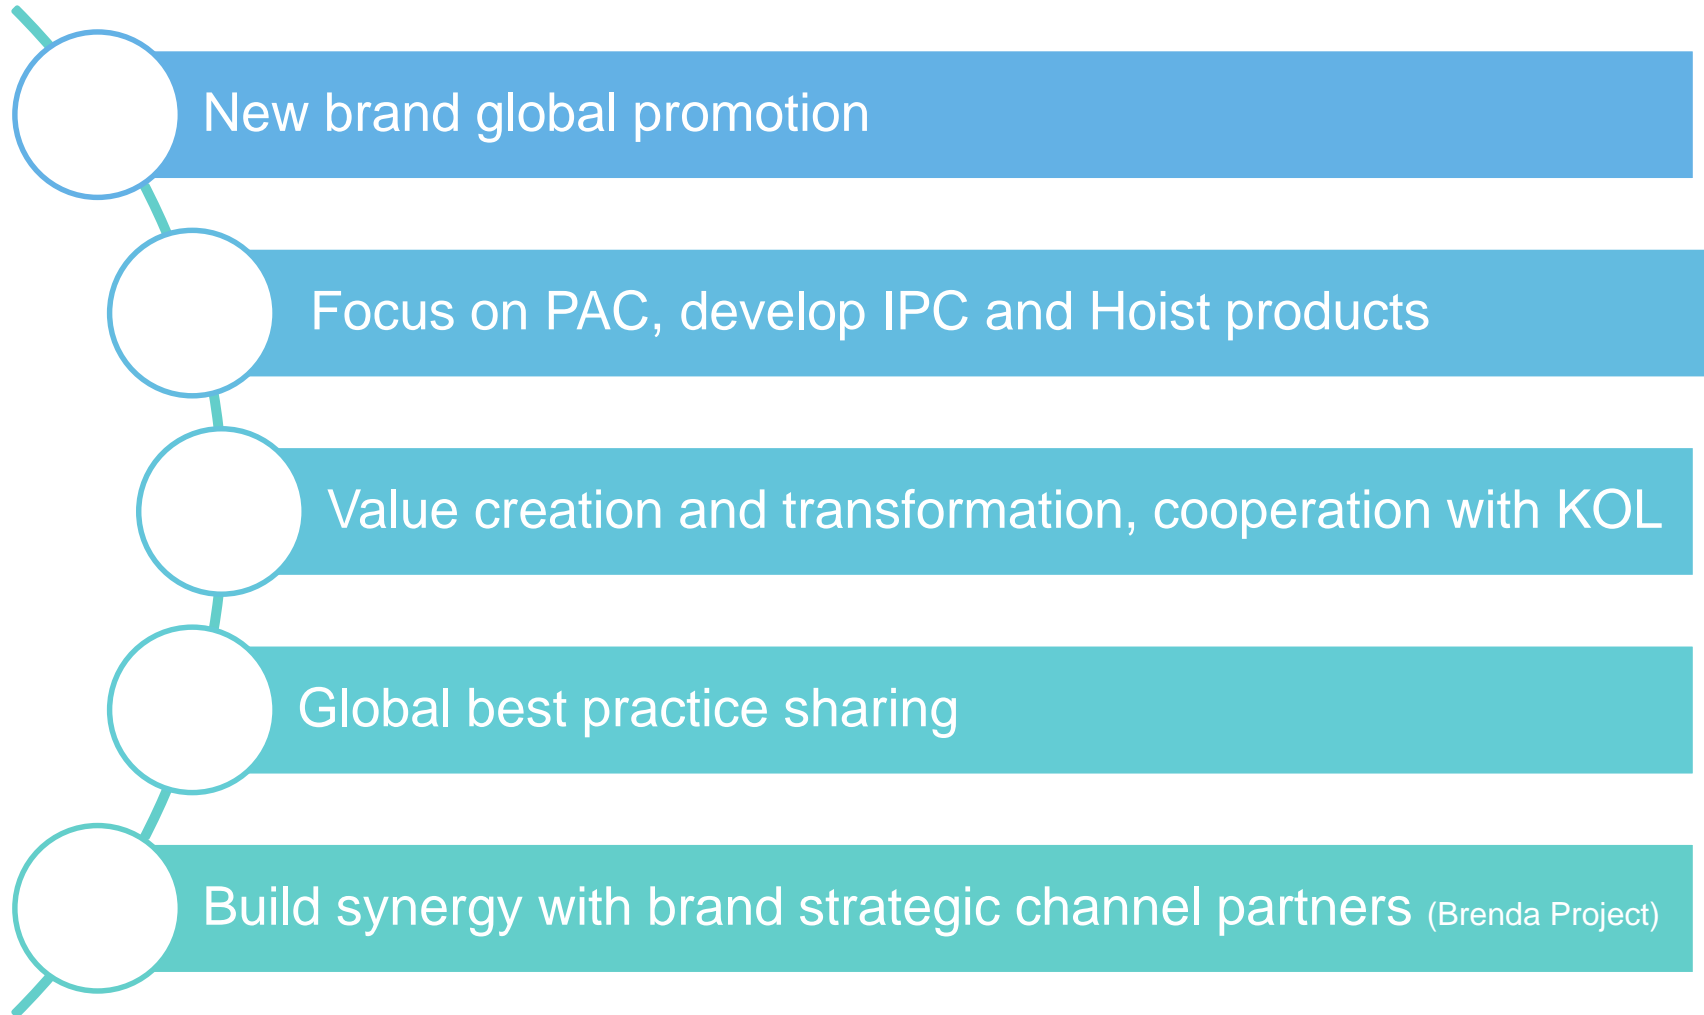 New brand global promotion
Focus on PAC, develop IPC and Hoist products
Value creation and transformation, cooperation with KOL
Global best practice sharing
Build synergy with brand strategic channel partners (Brenda Project)